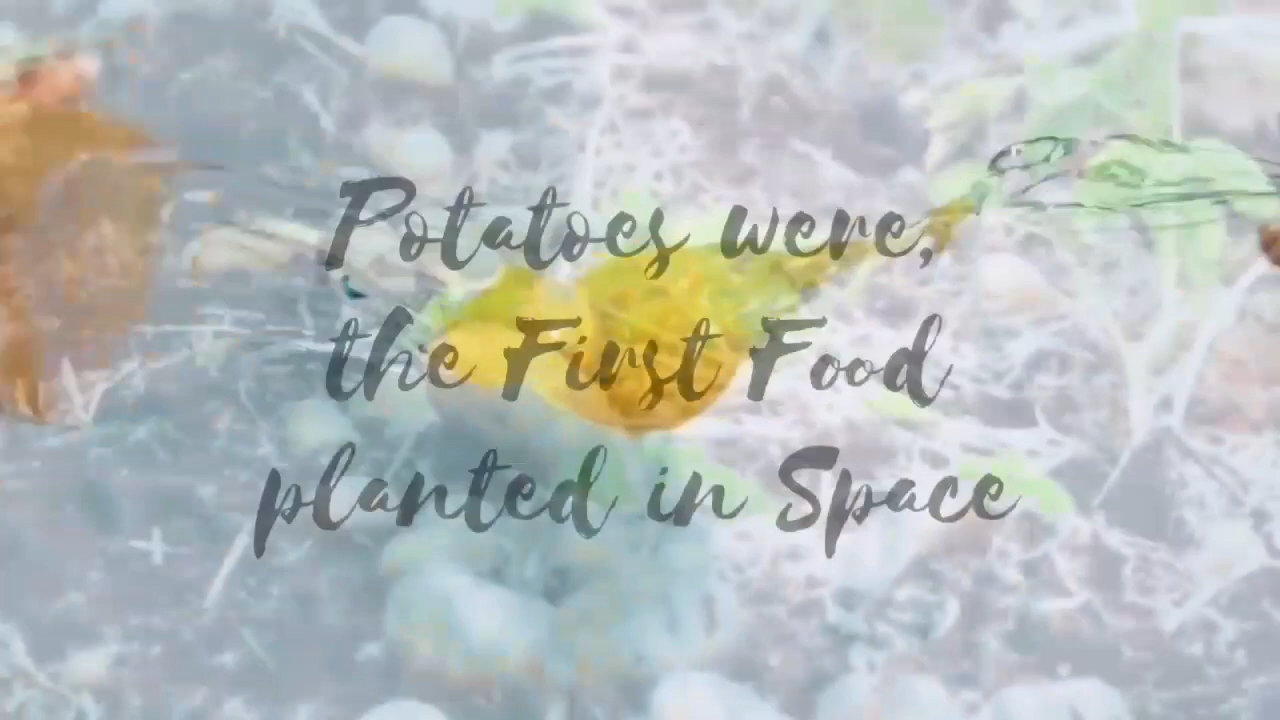 Potatoes were,
the First Food
planted in Space